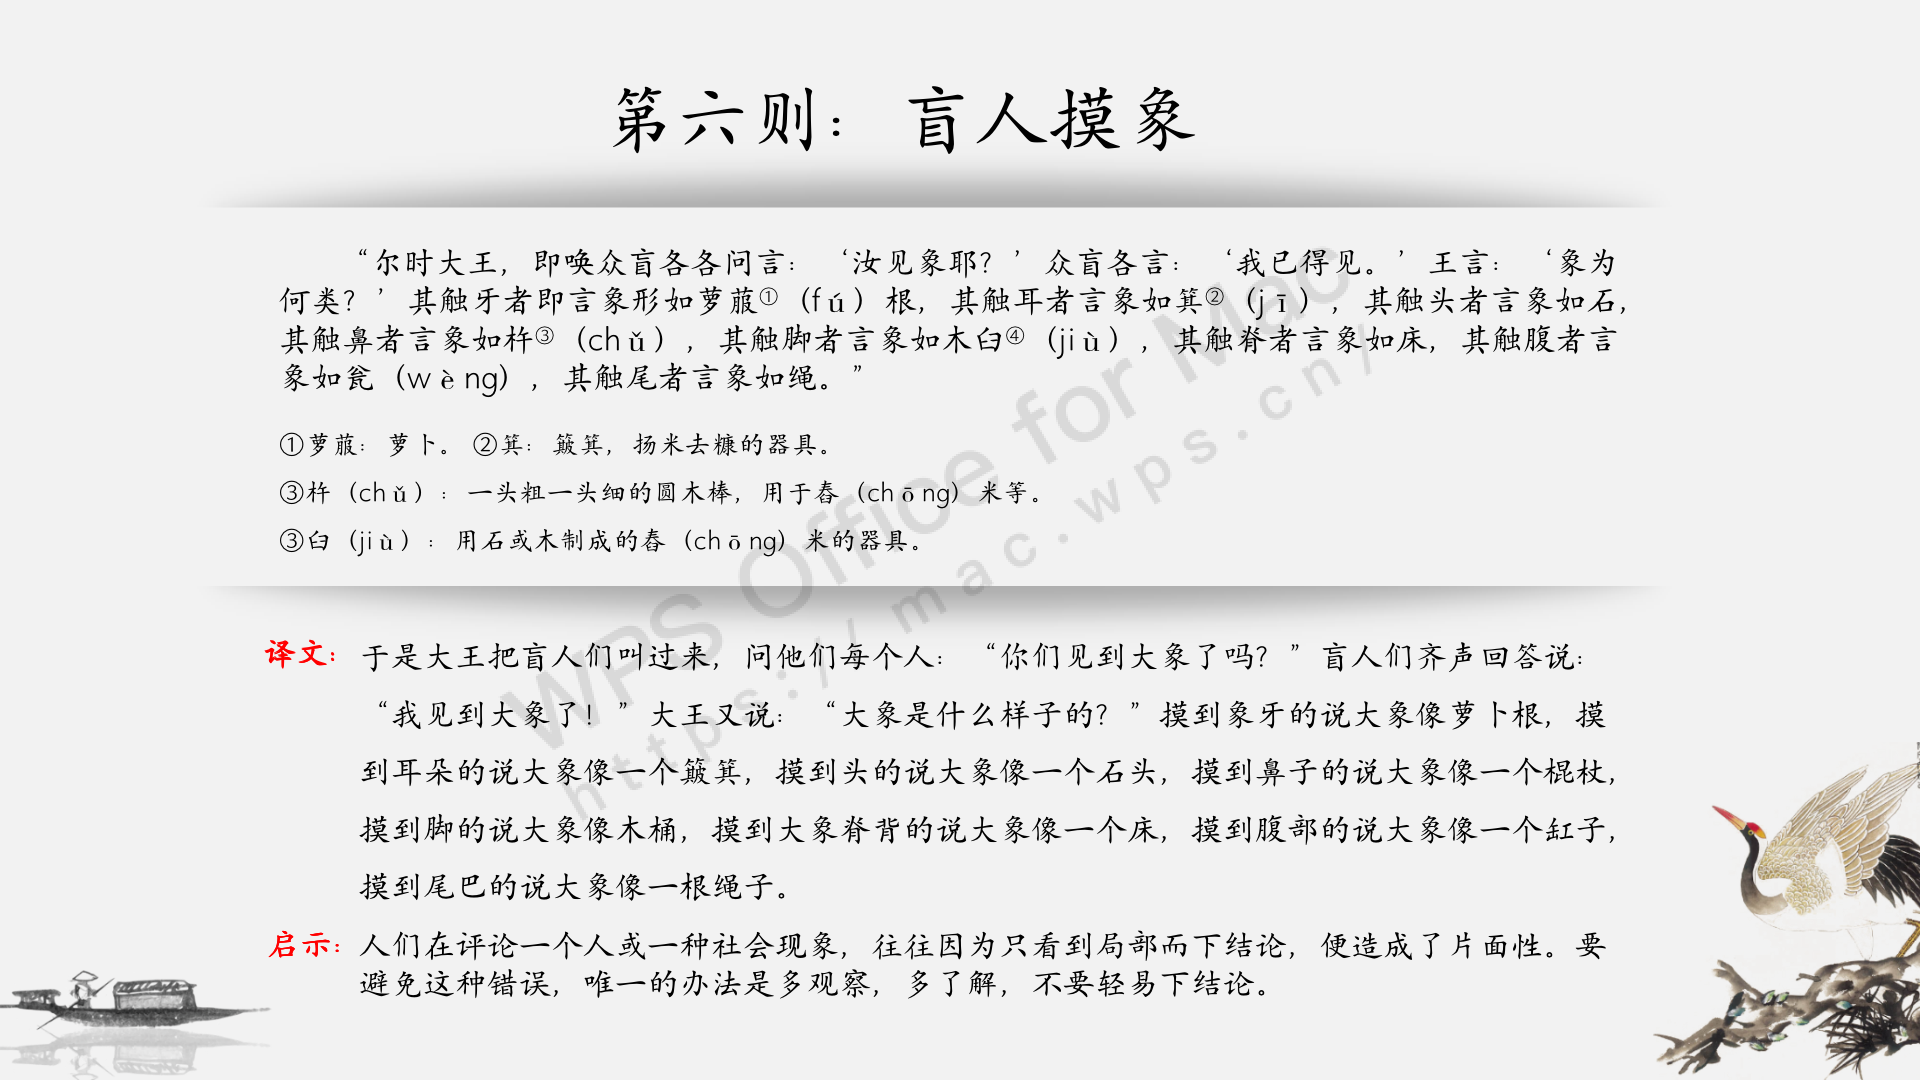 第六则：盲人摸象
“尔时大王，即唤众盲各各问言：‘汝见象耶？’众盲各言：‘我已得见。’王言：‘象为
何类？’其触牙者即言象形如萝菔①（fú）根，其触耳者言象如箕②（jī），其触头者言象如石，
其触鼻者言象如杵③（chǔ），其触脚者言象如木臼④（jiù），其触脊者言象如床，其触腹者言
象如瓮（wèng），其触尾者言象如绳。”
①萝菔：萝卜。②箕：簸箕，扬米去糠的器具。
③杵（chǔ）：一头粗一头细的圆木棒，用于舂（chōng）米等。
③臼（jiù）：用石或木制成的舂（chōng）米的器具。
译文：于是大王把盲人们叫过来，问他们每个人：“你们见到大象了吗？”盲人们齐声回答说：
“我见到大象了！”大王又说：“大象是什么样子的？”摸到象牙的说大象像萝卜根，摸
到耳朵的说大象像一个簸箕，摸到头的说大象像一个石头，摸到鼻子的说大象像一个棍杖，
摸到脚的说大象像木桶，摸到大象脊背的说大象像一个床，摸到腹部的说大象像一个缸子，
摸到尾巴的说大象像一根绳子。
启示：人们在评论一个人或一种社会现象，往往因为只看到局部而下结论，便造成了片面性。要
避免这种错误，唯一的办法是多观察，多了解，不要轻易下结论。
WPS Office for Mac
https://mac.wps.cn/